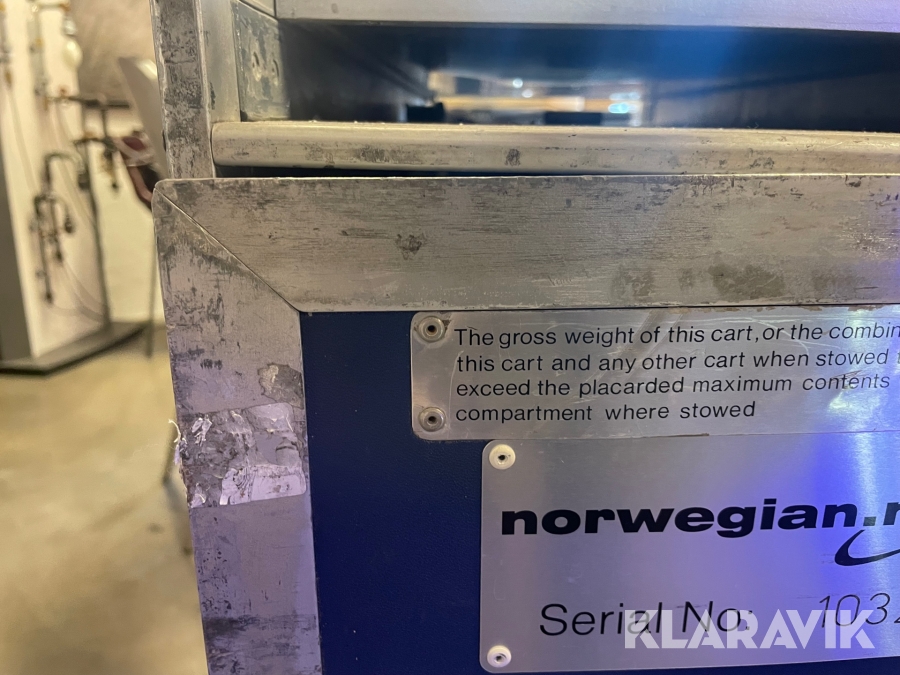 The gross weight of this cart, or the combin
this cart and any other cart when stowed t
exceed the placarded maximum contents
compartment where stowed
norwegian.n
Serial No: 1032
KLARAVIK